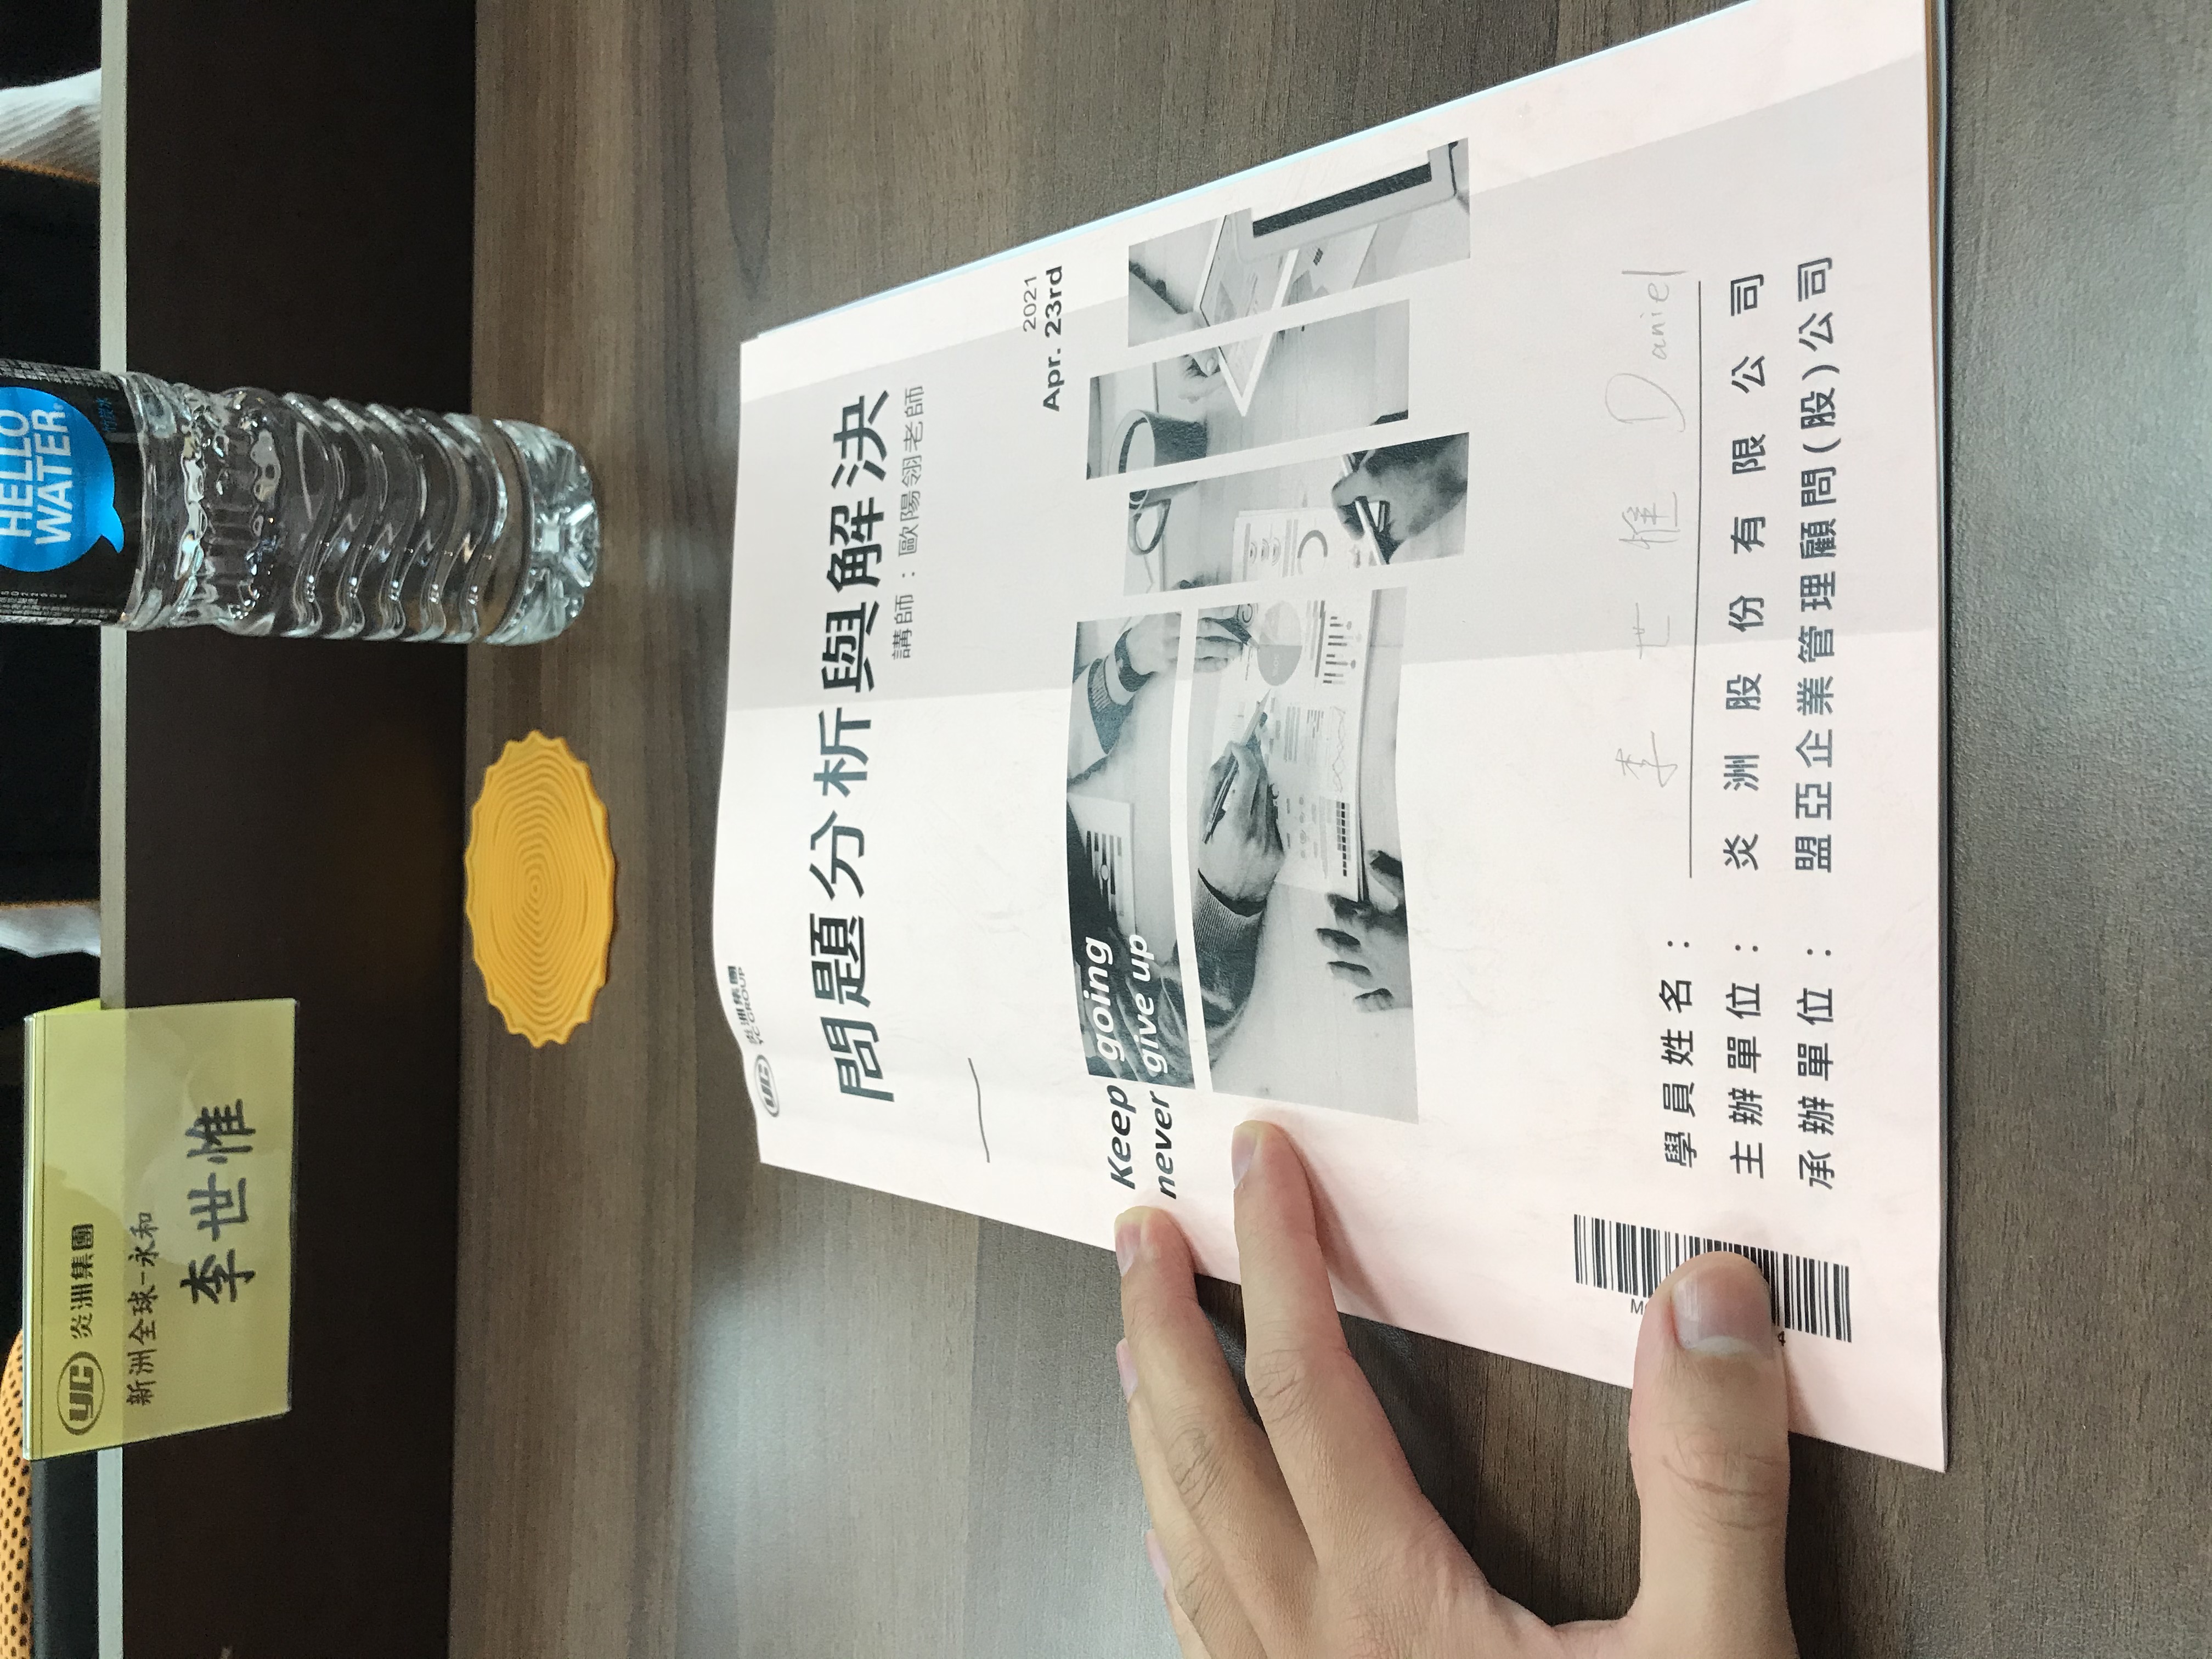 YC 炎洲集團
新洲全球-永和
李世惟
HELLO
WATER
竹炭水
YC 炎洲集團
YC GROUP
問題分析與解決
講師：歐陽翎老師
2021
Apr. 23rd
Keep going
never give up
學員姓名： 李世惟 Daniel
主辦單位： 炎洲股份有限公司
承辦單位： 盟亞企業管理顧問(股)公司